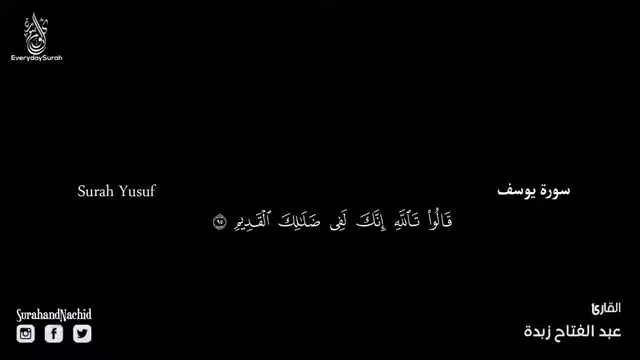 EverydaySurah
Surah Yusuf
سورة يوسف
قَالُوا۟ تَٱللَّهِ إِنَّكَ لَفِى ضَلَـٰلِكَ ٱلْقَدِيمِ ٩٥
SurahandNachid
القارئ
عبد الفتاح زبدة